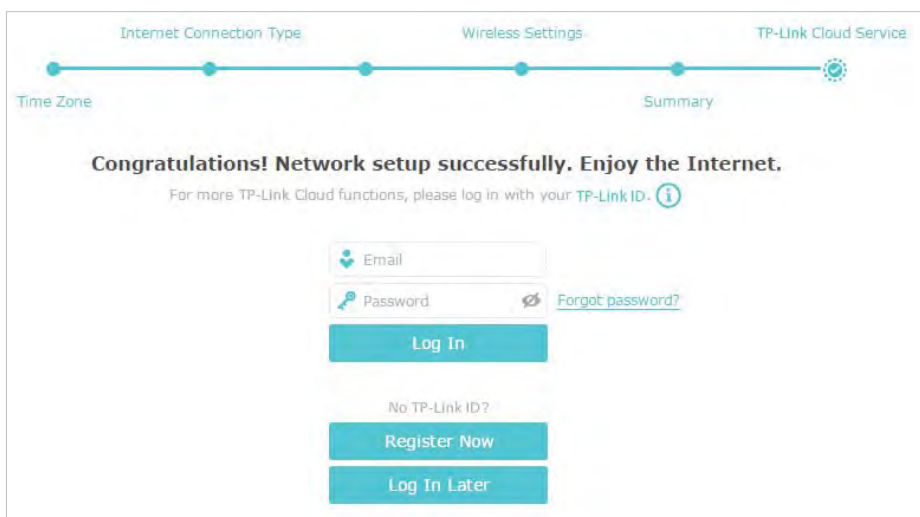 Internet Connection Type
Wireless Settings
TP-Link Cloud Service
Time Zone
Summary
Congratulations! Network setup successfully. Enjoy the Internet.
For more TP-Link Cloud functions, please log in with your TP-Link ID.
Email
Password
Forgot password?
Log In
No TP-Link ID?
Register Now
Log In Later